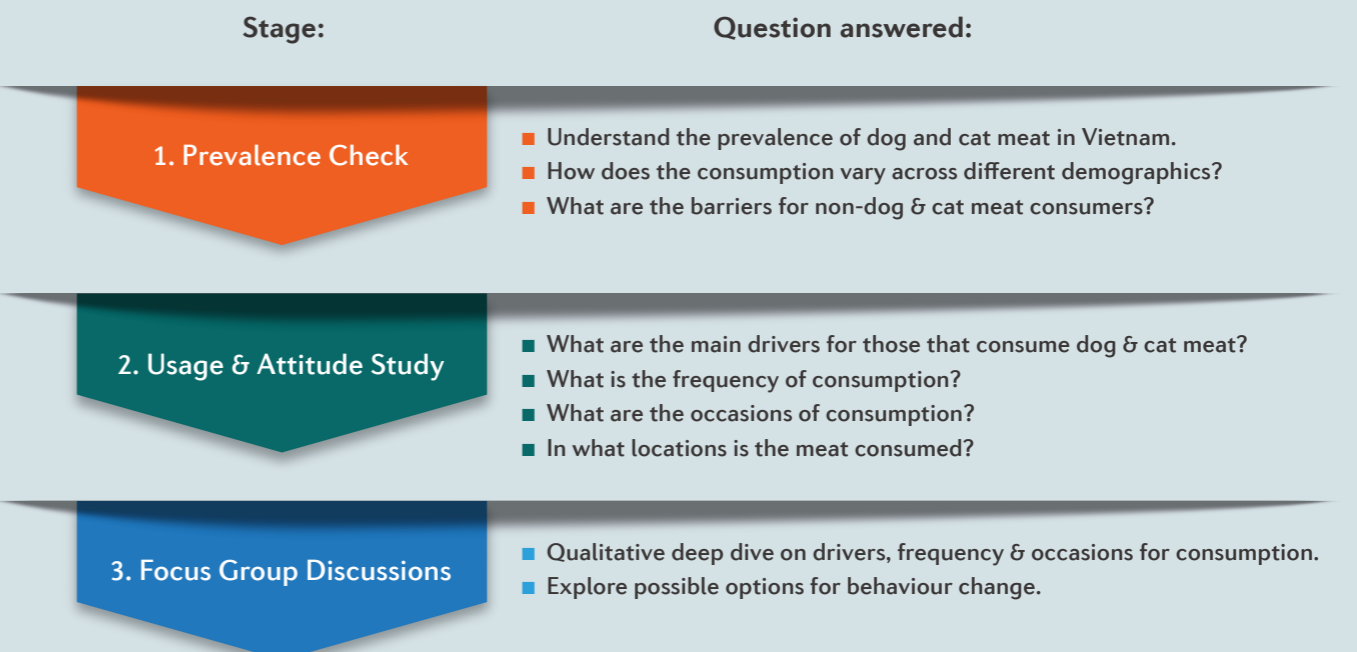 Stage:
Question answered:
1. Prevalence Check
■ Understand the prevalence of dog and cat meat in Vietnam.
■ How does the consumption vary across different demographics?
■ What are the barriers for non-dog & cat meat consumers?
2. Usage & Attitude Study
■ What are the main drivers for those that consume dog & cat meat?
■ What is the frequency of consumption?
■ What are the occasions of consumption?
■ In what locations is the meat consumed?
3. Focus Group Discussions
■ Qualitative deep dive on drivers, frequency & occasions for consumption.
■ Explore possible options for behaviour change.